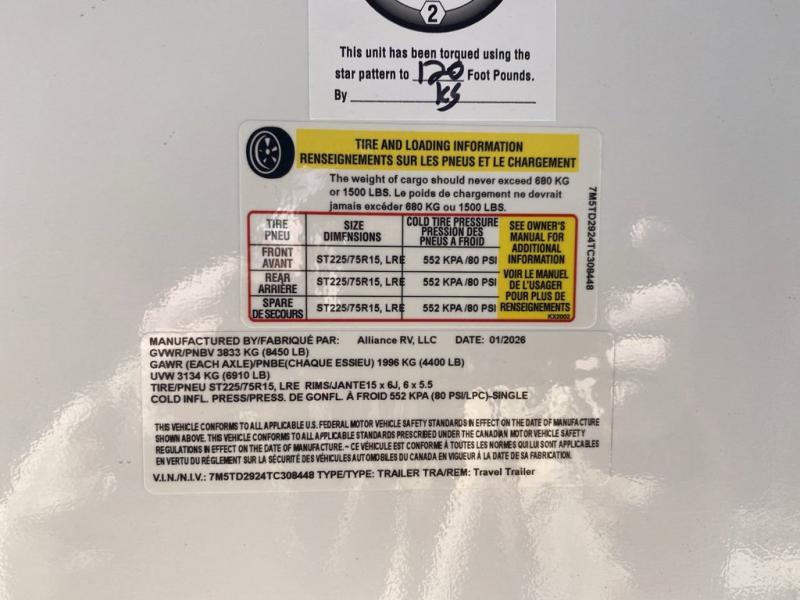 2
This unit has been torqued using the
star pattern to 120 Foot Pounds.
By KS
TIRE AND LOADING INFORMATION
RENSEIGNEMENTS SUR LES PNEUS ET LE CHARGEMENT
The weight of cargo should never exceed 680 KG
or 1500 LBS. Le poids de chargement ne devrait
jamais excéder 680 KG ou 1500 LBS.
TIRE SIZE COLD TIRE PRESSURE
PNEU DIMENSIONS PRESSION DES
PNEUS A FROID
FRONT
AVANT ST225/75R15, LRE 552 KPA /80 PSI
REAR
ARRIÈRE ST225/75R15, LRE 552 KPA /80 PSI
SPARE
DE SECOURS ST225/75R15, LRE 552 KPA /80 PSI
SEE OWNER'S
MANUAL FOR
ADDITIONAL
INFORMATION
VOIR LE MANUEL
DE L'USAGER
POUR PLUS DE
RENSEIGNEMENTS
KX2002
7M5TD2924TC308448
MANUFACTURED BY/FABRIQUÉ PAR: Alliance RV, LLC DATE: 01/2026
GVWR/PNBV 3833 KG (8450 LB)
GAWR (EACH AXLE)/PNBE(CHAQUE ESSIEU) 1996 KG (4400 LB)
UVW 3134 KG (6910 LB)
TIRE/PNEU ST225/75R15, LRE RIMS/JANTE15 x 6J, 6 x 5.5
COLD INFL. PRESS/PRESS. DE GONFL. À FROID 552 KPA (80 PSI/LPC)-SINGLE
THIS VEHICLE CONFORMS TO ALL APPLICABLE U.S. FEDERAL MOTOR VEHICLE SAFETY STANDARDS IN EFFECT ON THE DATE OF MANUFACTURE
SHOWN ABOVE. THIS VEHICLE CONFORMS TO ALL APPLICABLE STANDARDS PRESCRIBED UNDER THE CANADIAN MOTOR VEHICLE SAFETY
REGULATIONS IN EFFECT ON THE DATE OF MANUFACTURE.~ CE VÉHICULE EST CONFORME À TOUTES LES NORMES QUI LUI SONT APPLICABLES
EN VERTU DU RÉGLEMENT SUR LA SÉCURITÉ DES VÉHICULES AUTOMOBILES DU CANADA EN VIGUEUR À LA DATE DE SA FABRICATION.
V.I.N./N.I.V.: 7M5TD2924TC308448 TYPE/TYPE: TRAILER TRA/REM: Travel Trailer